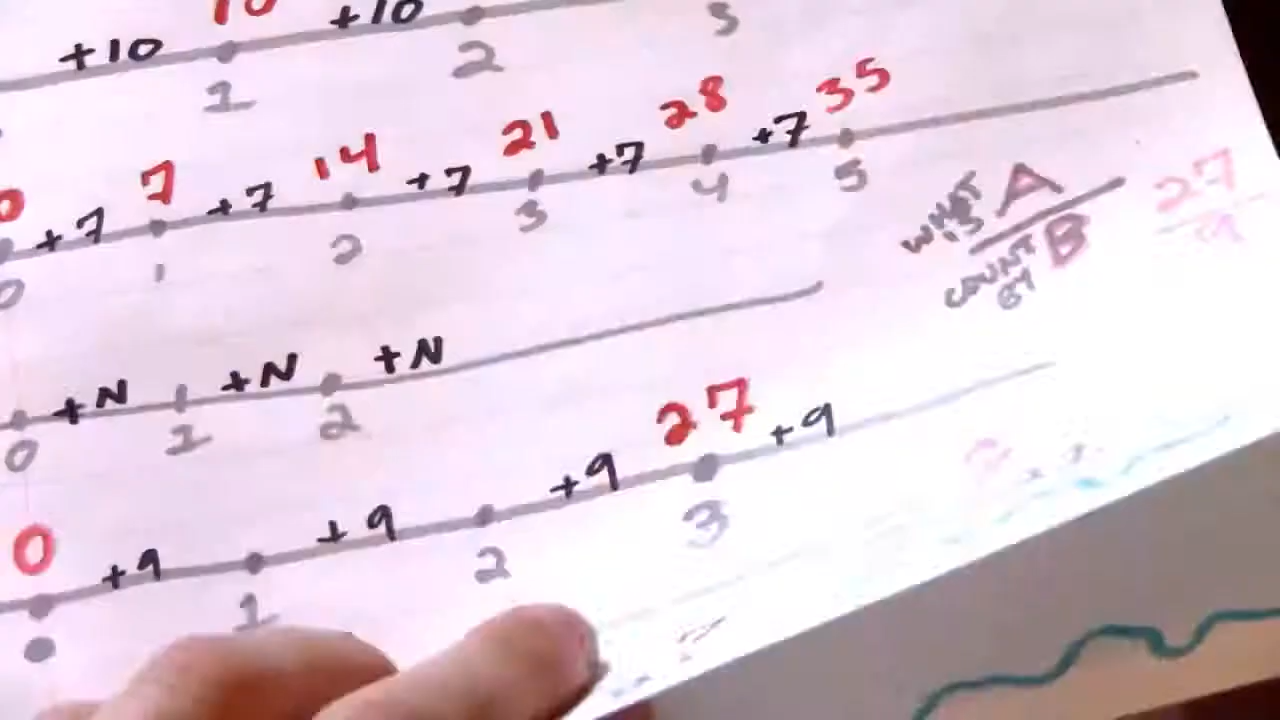 +10 10 +10
1 2 3
0 +7 7 +7 14 +7 21 +7 28 +7 35
0 1 2 3 4 5
WHAT IS A
COUNT BY B
27
9
+N +N +N
0 1 2
0 +9 +9 +9 27 +9
1 2 3